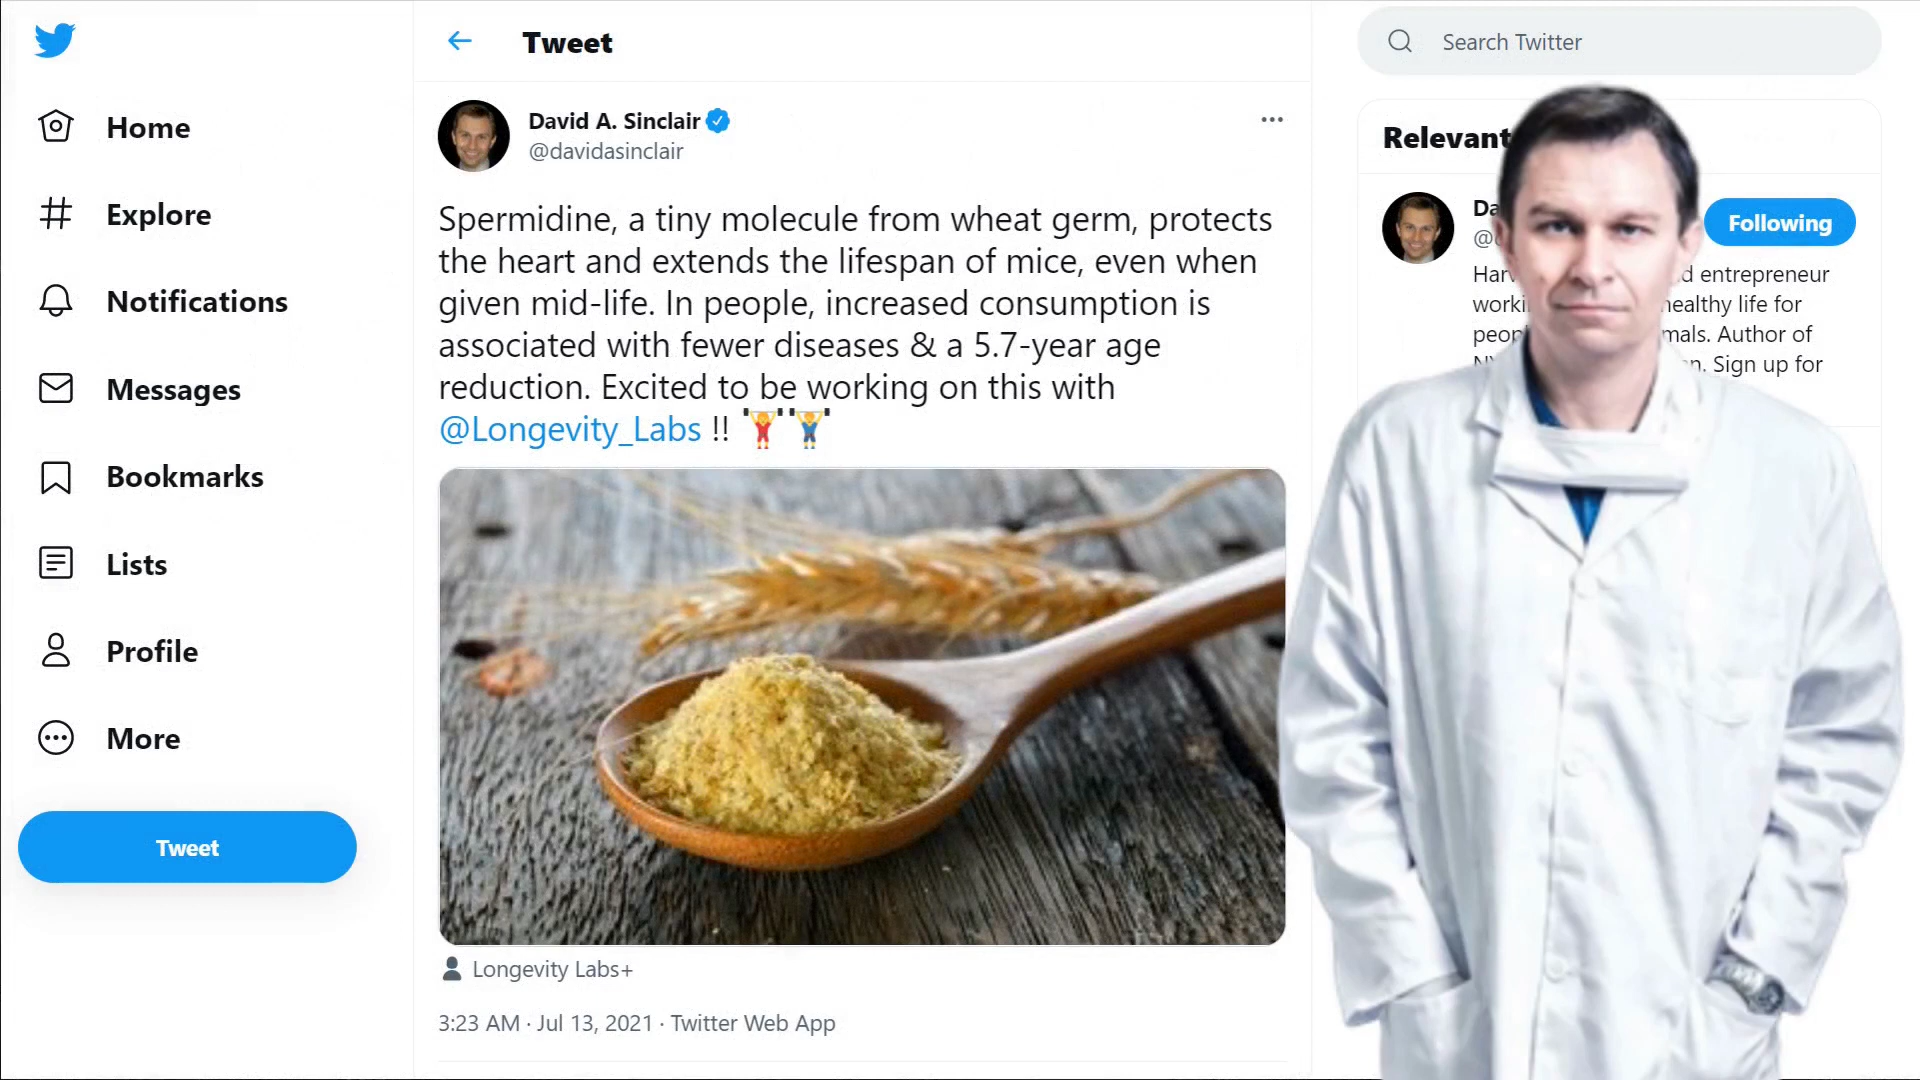 Home
Explore
Notifications
Messages
Bookmarks
Lists
Profile
More
Tweet
Tweet
David A. Sinclair
@davidasinclair
Spermidine, a tiny molecule from wheat germ, protects
the heart and extends the lifespan of mice, even when
given mid-life. In people, increased consumption is
associated with fewer diseases & a 5.7-year age
reduction. Excited to be working on this with
@Longevity_Labs !! 🏋️🏋️‍♂️
Longevity Labs+
3:23 AM · Jul 13, 2021 · Twitter Web App
Search Twitter
Relevant
Following
entrepreneur
healthy life for
Author of
Sign up for